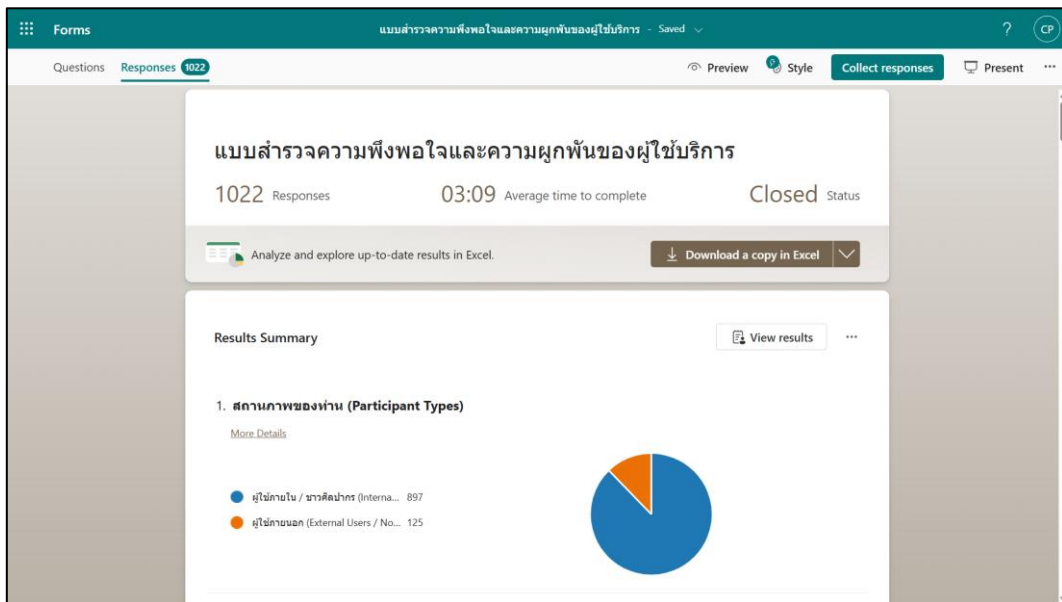 Forms
แบบสำรวจความพึงพอใจและความผูกพันของผู้ใช้บริการ - Saved
?
CP
Questions
Responses 1022
Preview
Style
Collect responses
Present
...
แบบสำรวจความพึงพอใจและความผูกพันของผู้ใช้บริการ
1022 Responses
03:09 Average time to complete
Closed Status
Analyze and explore up-to-date results in Excel.
Download a copy in Excel
Results Summary
View results
...
1. สถานภาพของท่าน (Participant Types)
More Details
ผู้ใช้ภายใน / ชาวศิลปากร (Interna... 897
ผู้ใช้ภายนอก (External Users / No... 125